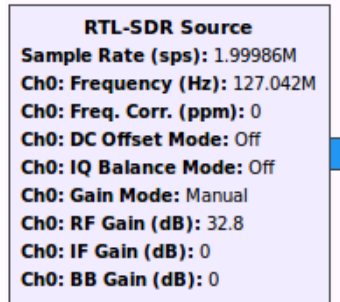 RTL-SDR Source
Sample Rate (sps): 1.99986M
Ch0: Frequency (Hz): 127.042M
Ch0: Freq. Corr. (ppm): 0
Ch0: DC Offset Mode: Off
Ch0: IQ Balance Mode: Off
Ch0: Gain Mode: Manual
Ch0: RF Gain (dB): 32.8
Ch0: IF Gain (dB): 0
Ch0: BB Gain (dB): 0